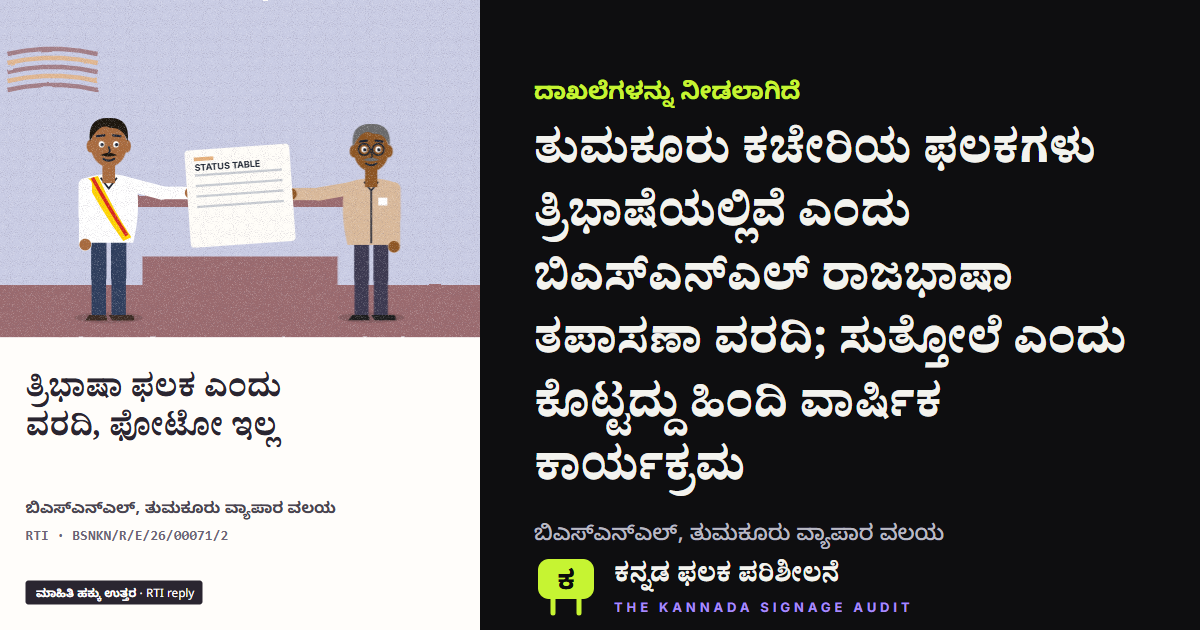 STATUS TABLE
ತ್ರಿಭಾಷಾ ಫಲಕ ಎಂದು
ವರದಿ, ಫೋಟೋ ಇಲ್ಲ
ಬಿಎಸ್‌ಎನ್‌ಎಲ್, ತುಮಕೂರು ವ್ಯಾಪಾರ ವಲಯ
RTI · BSNKN/R/E/26/00071/2
ಮಾಹಿತಿ ಹಕ್ಕು ಉತ್ತರ · RTI reply
ದಾಖಲೆಗಳನ್ನು ನೀಡಲಾಗಿದೆ
ತುಮಕೂರು ಕಚೇರಿಯ ಫಲಕಗಳು
ತ್ರಿಭಾಷೆಯಲ್ಲಿವೆ ಎಂದು
ಬಿಎಸ್‌ಎನ್‌ಎಲ್ ರಾಜಭಾಷಾ
ತಪಾಸಣಾ ವರದಿ; ಸುತ್ತೋಲೆ ಎಂದು
ಕೊಟ್ಟದ್ದು ಹಿಂದಿ ವಾರ್ಷಿಕ
ಕಾರ್ಯಕ್ರಮ
ಬಿಎಸ್‌ಎನ್‌ಎಲ್, ತುಮಕೂರು ವ್ಯಾಪಾರ ವಲಯ
ಕ
ಕನ್ನಡ ಫಲಕ ಪರಿಶೀಲನೆ
THE KANNADA SIGNAGE AUDIT